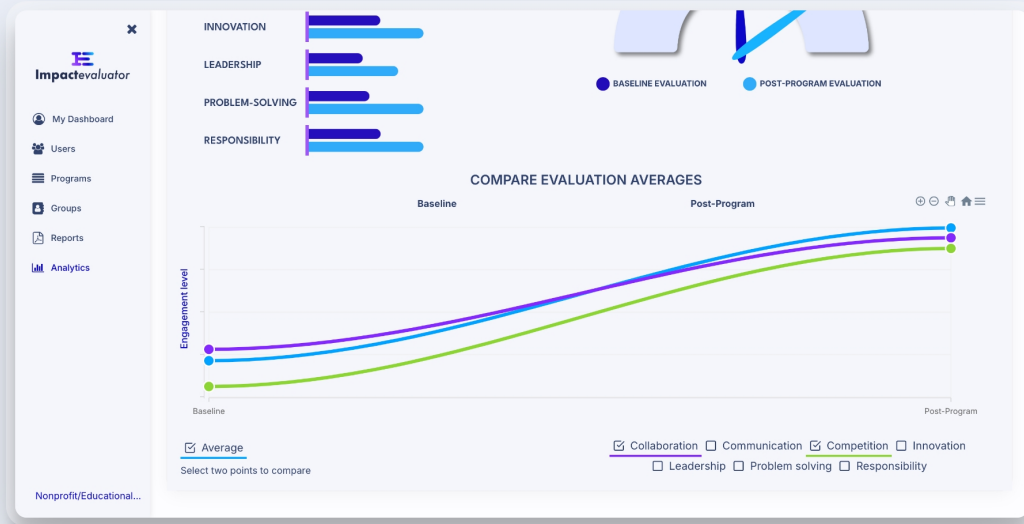 Impactevaluator
My Dashboard
Users
Programs
Groups
Reports
Analytics
Nonprofit/Educational...
INNOVATION
LEADERSHIP
PROBLEM-SOLVING
RESPONSIBILITY
BASELINE EVALUATION
POST-PROGRAM EVALUATION
COMPARE EVALUATION AVERAGES
Baseline
Post-Program
Engagement level
Baseline
Post-Program
Average
Select two points to compare
Collaboration Communication Competition Innovation
Leadership Problem solving Responsibility